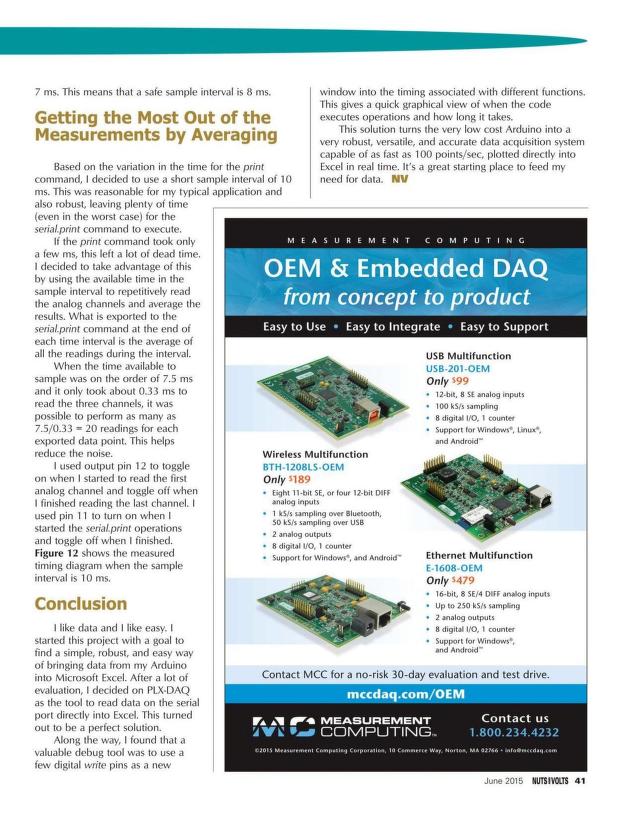 7 ms. This means that a safe sample interval is 8 ms.
Getting the Most Out of the
Measurements by Averaging
Based on the variation in the time for the print
command, I decided to use a short sample interval of 10
ms. This was reasonable for my typical application and
also robust, leaving plenty of time
(even in the worst case) for the
serial.print command to execute.
If the print command took only
a few ms, this left a lot of dead time.
I decided to take advantage of this
by using the available time in the
sample interval to repetitively read
the analog channels and average the
results. What is exported to the
serial.print command at the end of
each time interval is the average of
all the readings during the interval.
When the time available to
sample was on the order of 7.5 ms
and it only took about 0.33 ms to
read the three channels, it was
possible to perform as many as
7.5/0.33 = 20 readings for each
exported data point. This helps
reduce the noise.
I used output pin 12 to toggle
on when I started to read the first
analog channel and toggle off when
I finished reading the last channel. I
used pin 11 to turn on when I
started the serial.print operations
and toggle off when I finished.
Figure 12 shows the measured
timing diagram when the sample
interval is 10 ms.
Conclusion
I like data and I like easy. I
started this project with a goal to
find a simple, robust, and easy way
of bringing data from my Arduino
into Microsoft Excel. After a lot of
evaluation, I decided on PLX-DAQ
as the tool to read data on the serial
port directly into Excel. This turned
out to be a perfect solution.
Along the way, I found that a
valuable debug tool was to use a
few digital write pins as a new
window into the timing associated with different functions.
This gives a quick graphical view of when the code
executes operations and how long it takes.
This solution turns the very low cost Arduino into a
very robust, versatile, and accurate data acquisition system
capable of as fast as 100 points/sec, plotted directly into
Excel in real time. It's a great starting place to feed my
need for data. NV
MEASUREMENT COMPUTING
OEM & Embedded DAQ
from concept to product
Easy to Use • Easy to Integrate • Easy to Support
USB Multifunction
USB-201-OEM
Only $99
• 12-bit, 8 SE analog inputs
• 100 kS/s sampling
• 8 digital I/O, 1 counter
• Support for Windows®, Linux®,
and Android™
Wireless Multifunction
BTH-1208LS-OEM
Only $189
• Eight 11-bit SE, or four 12-bit DIFF
analog inputs
• 1 kS/s sampling over Bluetooth,
50 kS/s sampling over USB
• 2 analog outputs
• 8 digital I/O, 1 counter
• Support for Windows®, and Android™
Ethernet Multifunction
E-1608-OEM
Only $479
• 16-bit, 8 SE/4 DIFF analog inputs
• Up to 250 kS/s sampling
• 2 analog outputs
• 8 digital I/O, 1 counter
• Support for Windows®,
and Android™
Contact MCC for a no-risk 30-day evaluation and test drive.
mccdaq.com/OEM
MC MEASUREMENT
COMPUTING™
Contact us
1.800.234.4232
©2015 Measurement Computing Corporation, 10 Commerce Way, Norton, MA 02766 • info@mccdaq.com
June 2015 NUTS AND VOLTS 41